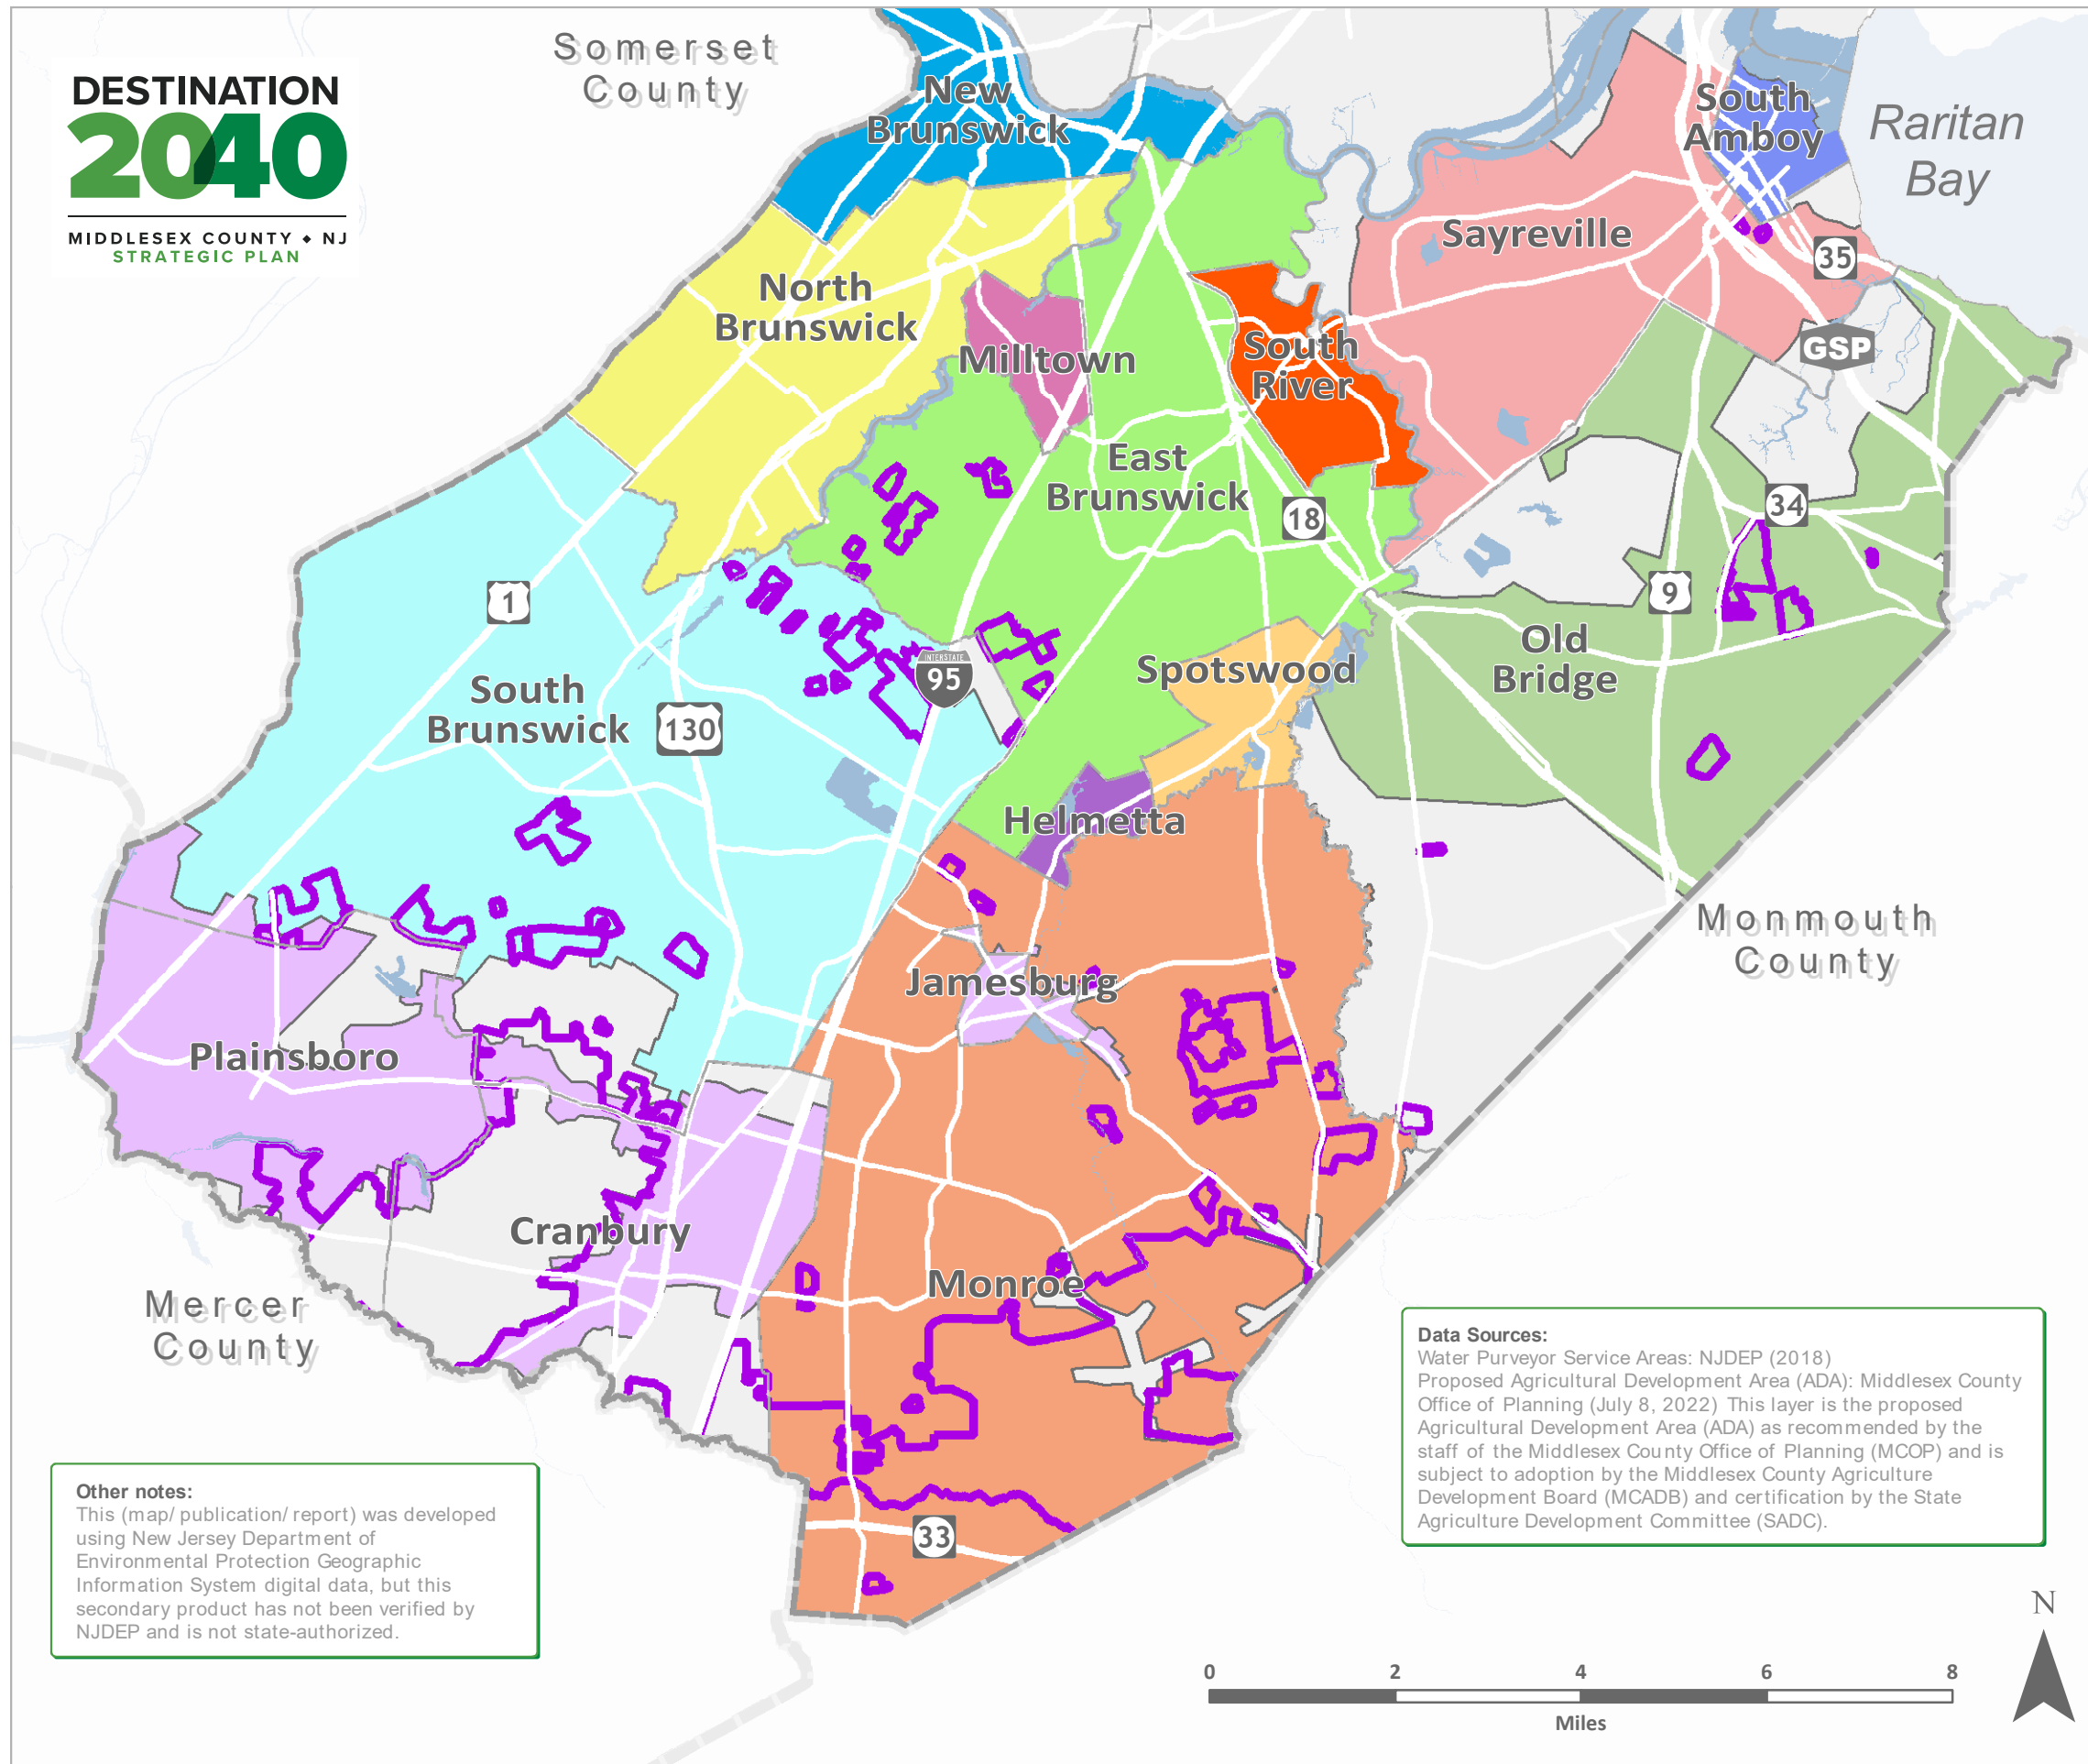 DESTINATION
2040
MIDDLESEX COUNTY ◆ NJ
STRATEGIC PLAN
Somerset
County
New
Brunswick
South
Amboy
Raritan
Bay
Sayreville
35
North
Brunswick
Milltown
South
River
GSP
East
Brunswick
18
34
1
9
Old
Bridge
Spotswood
INTERSTATE
95
South
Brunswick
130
Helmetta
Monmouth
County
Jamesburg
Plainsboro
Cranbury
Monroe
Mercer
County
33
Data Sources:
Water Purveyor Service Areas: NJDEP (2018)
Proposed Agricultural Development Area (ADA): Middlesex County
Office of Planning (July 8, 2022) This layer is the proposed
Agricultural Development Area (ADA) as recommended by the
staff of the Middlesex County Office of Planning (MCOP) and is
subject to adoption by the Middlesex County Agriculture
Development Board (MCADB) and certification by the State
Agriculture Development Committee (SADC).
Other notes:
This (map/ publication/ report) was developed
using New Jersey Department of
Environmental Protection Geographic
Information System digital data, but this
secondary product has not been verified by
NJDEP and is not state-authorized.
N
0 2 4 6 8
Miles